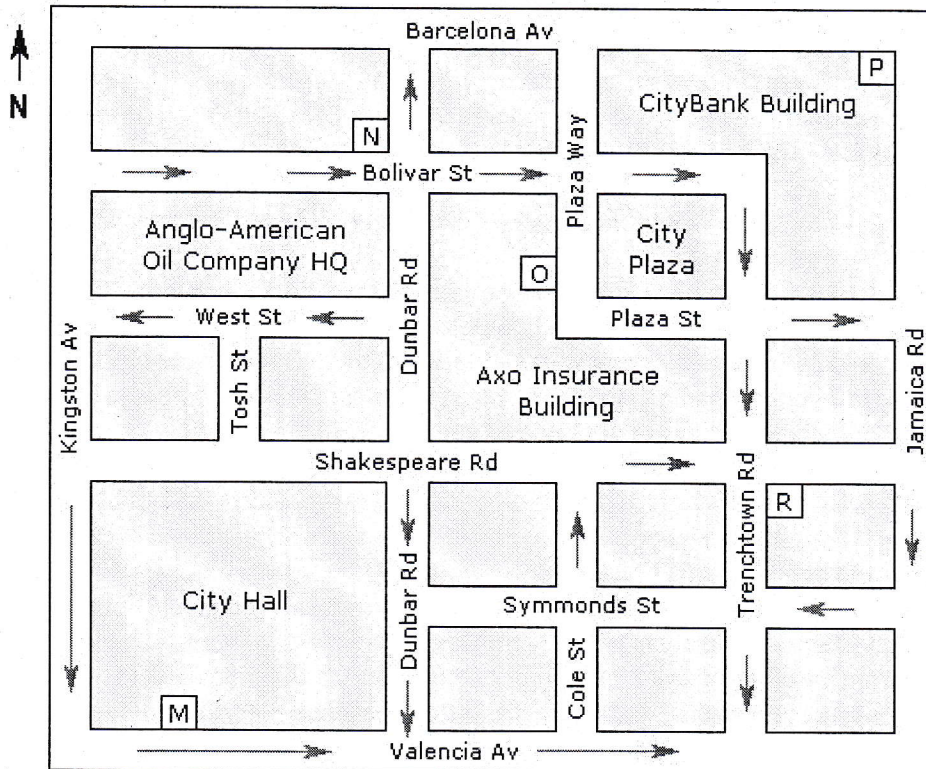 Barcelona Av
N
P
CityBank Building
N
Plaza Way
Bolivar St
Anglo-American
Oil Company HQ
City
Plaza
O
Dunbar Rd
West St
Plaza St
Kingston Av
Tosh St
Axo Insurance
Building
Jamaica Rd
Shakespeare Rd
Trenchtown Rd
R
City Hall
Dunbar Rd
Symmonds St
Cole St
M
Valencia Av